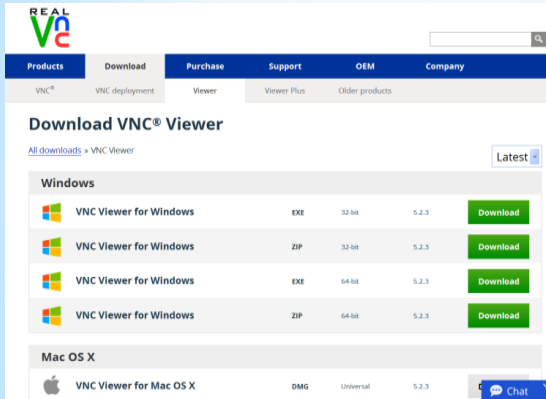 REAL
VNC
Products Download Purchase Support OEM Company
VNC® VNC deployment Viewer Viewer Plus Older products
Download VNC® Viewer
All downloads » VNC Viewer
Latest
Windows
VNC Viewer for Windows EXE 32-bit 5.2.3 Download
VNC Viewer for Windows ZIP 32-bit 5.2.3 Download
VNC Viewer for Windows EXE 64-bit 5.2.3 Download
VNC Viewer for Windows ZIP 64-bit 5.2.3 Download
Mac OS X
VNC Viewer for Mac OS X DMG Universal 5.2.3
Chat